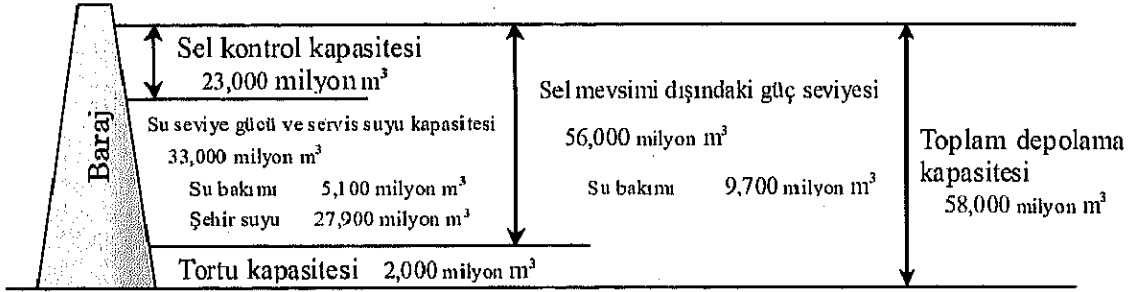 Baraj
Sel kontrol kapasitesi
23,000 milyon m³
Su seviye gücü ve servis suyu kapasitesi
33,000 milyon m³
Su bakımı 5,100 milyon m³
Şehir suyu 27,900 milyon m³
Tortu kapasitesi 2,000 milyon m³
Sel mevsimi dışındaki güç seviyesi
56,000 milyon m³
Su bakımı 9,700 milyon m³
Toplam depolama
kapasitesi
58,000 milyon m³